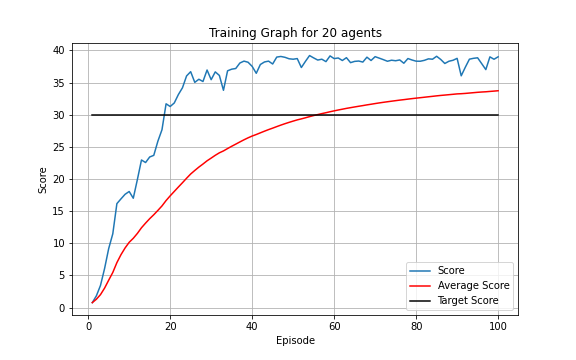 Training Graph for 20 agents
40
35
30
25
20
15
10
5
0
Score
0 20 40 60 80 100
Episode
Score
Average Score
Target Score